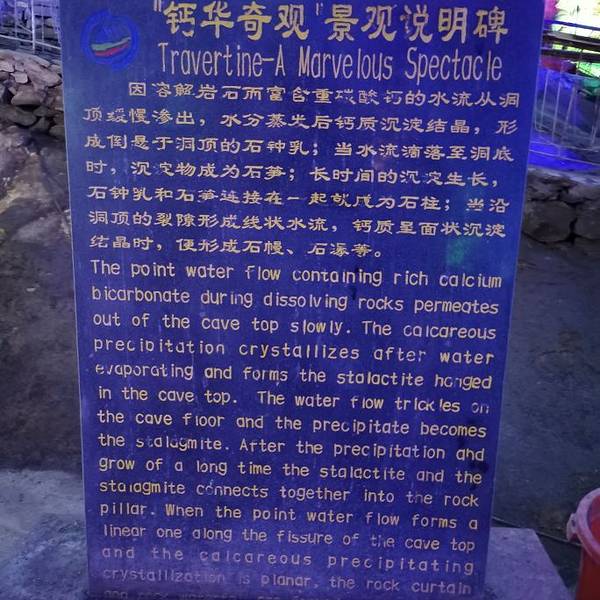 "钙华奇观"景观说明碑
Travertine-A Marvelous Spectacle
因溶解岩石而富含重碳酸钙的水流从洞
顶缓慢渗出，水分蒸发后钙质沉淀结晶，形
成倒悬于洞顶的石钟乳；当水流滴落至洞底
时，沉淀物成为石笋；长时间的沉淀生长，
石钟乳和石笋连接在一起就成为石柱；当沿
洞顶的裂隙形成线状水流，钙质呈面状沉淀
结晶时，便形成石幔、石瀑等。
The point water flow containing rich calcium
bicarbonate during dissolving rocks permeates
out of the cave top slowly. The calcareous
precipitation crystallizes after water
evaporating and forms the stalactite hanged
in the cave top. The water flow trickles on
the cave floor and the precipitate becomes
the stalagmite. After the precipitation and
grow of a long time the stalactite and the
stalagmite connects together into the rock
pillar. When the point water flow forms a
linear one along the fissure of the cave top
and the calcareous precipitating
crystallization is planar, the rock curtain